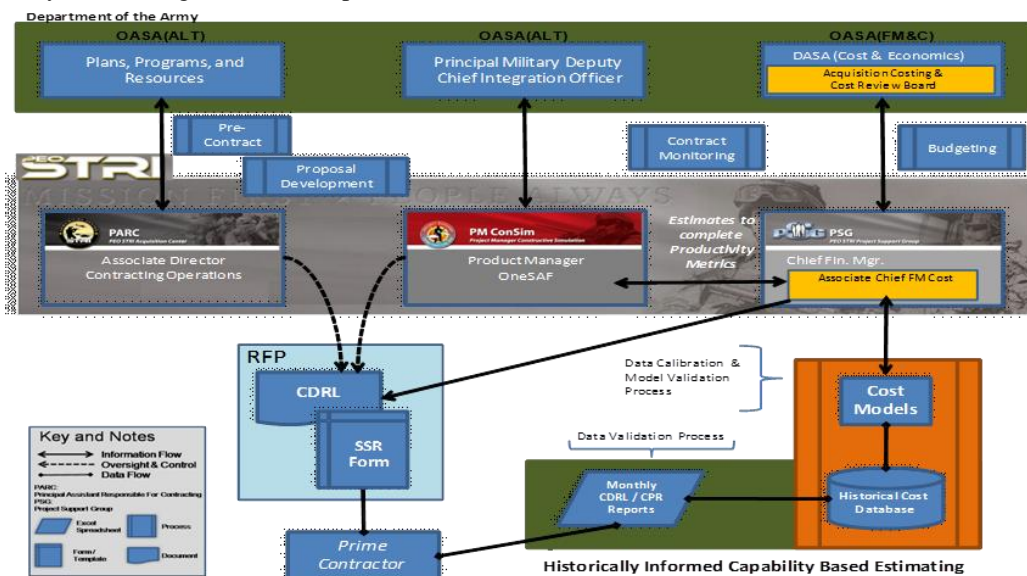 Department of the Army
OASA(ALT)
OASA(ALT)
OASA(FM&C)
Plans, Programs, and
Resources
Principal Military Deputy
Chief Integration Officer
DASA (Cost & Economics)
Acquisition Costing &
Cost Review Board
Pre-
Contract
Proposal
Development
Contract
Monitoring
Budgeting
PEO
STRI
PARC
PEO STRI Acquisition Center
Associate Director
Contracting Operations
PM ConSim
Project Manager Constructive Simulation
Product Manager
OneSAF
Estimates to
complete
Productivity
Metrics
PSG
PEO STRI Project Support Group
Chief Fin. Mgr.
Associate Chief FM Cost
RFP
CDRL
SSR
Form
Data Calibration &
Model Validation
Process
Cost
Models
Data Validation Process
Monthly
CDRL / CPR
Reports
Historical Cost
Database
Prime
Contractor
Historically Informed Capability Based Estimating
Key and Notes
Information Flow
Oversight & Control
Data Flow
PARC:
Principal Assistant Responsible For Contracting
PSG:
Project Support Group
Excel
Spreadsheet
Process
Form/
Template
Document